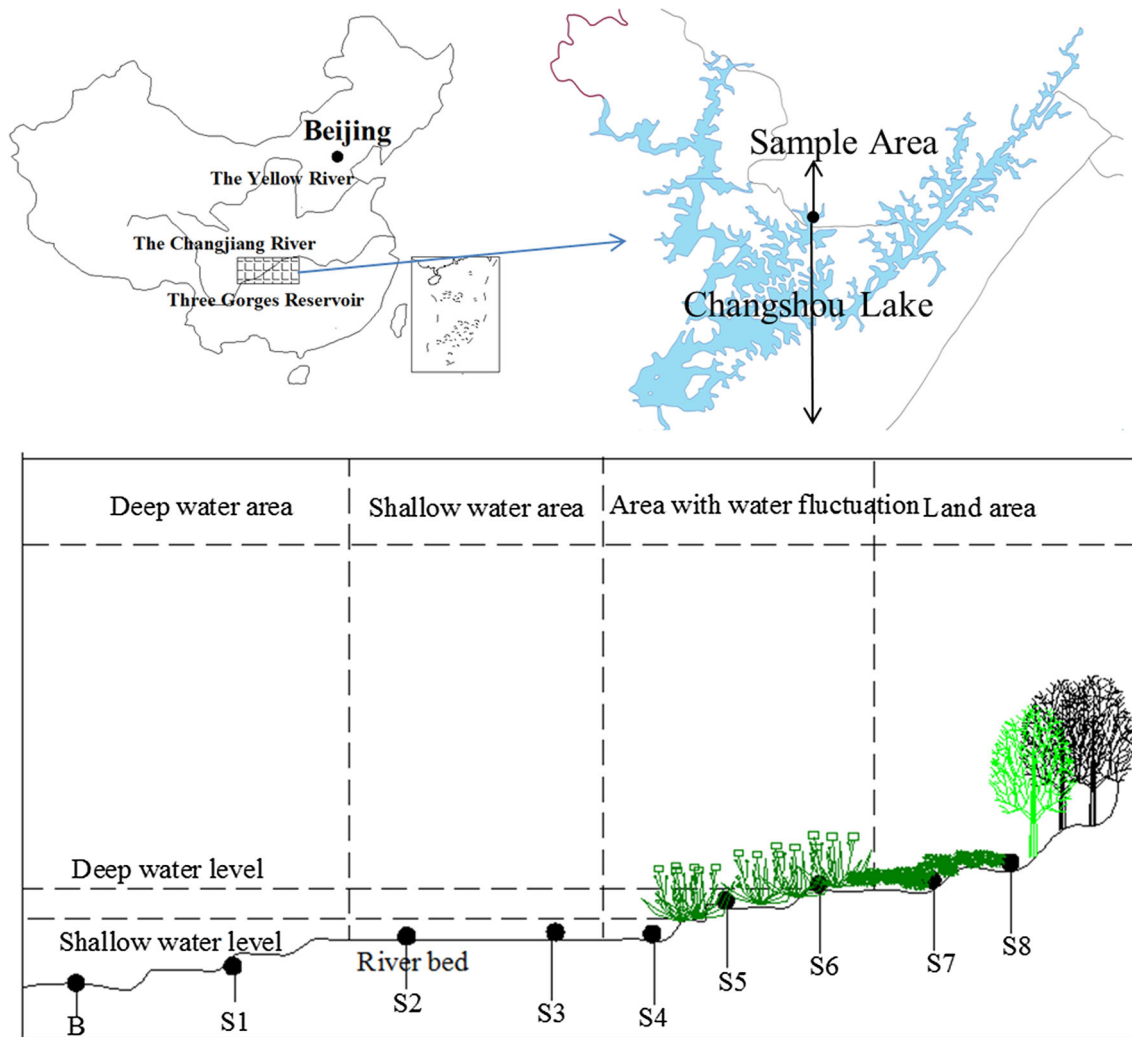 Beijing
The Yellow River
The Changjiang River
Three Gorges Reservoir
Sample Area
Changshou Lake
Deep water area
Shallow water area
Area with water fluctuation
Land area
Deep water level
Shallow water level
River bed
B
S1
S2
S3
S4
S5
S6
S7
S8